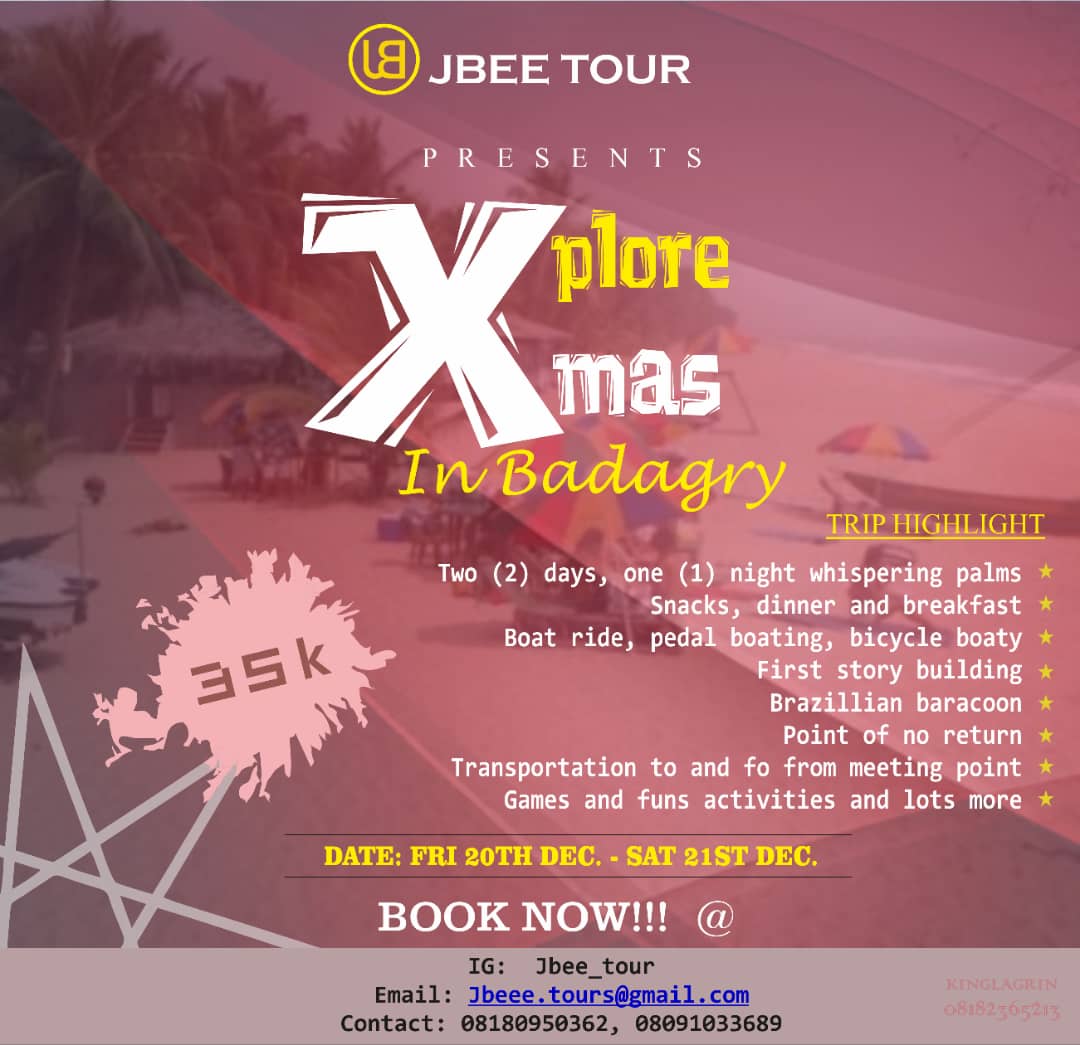 JBEE TOUR
PRESENTS
Xplore
Xmas
In Badagry
TRIP HIGHLIGHT
Two (2) days, one (1) night whispering palms
Snacks, dinner and breakfast
Boat ride, pedal boating, bicycle boaty
First story building
Brazillian baracoon
Point of no return
Transportation to and fo from meeting point
Games and funs activities and lots more
35k
DATE: FRI 20TH DEC. - SAT 21ST DEC.
BOOK NOW!!! @
IG: Jbee_tour
Email: Jbeee.tours@gmail.com
Contact: 08180950362, 08091033689
KINGLAGRIN
08182365213